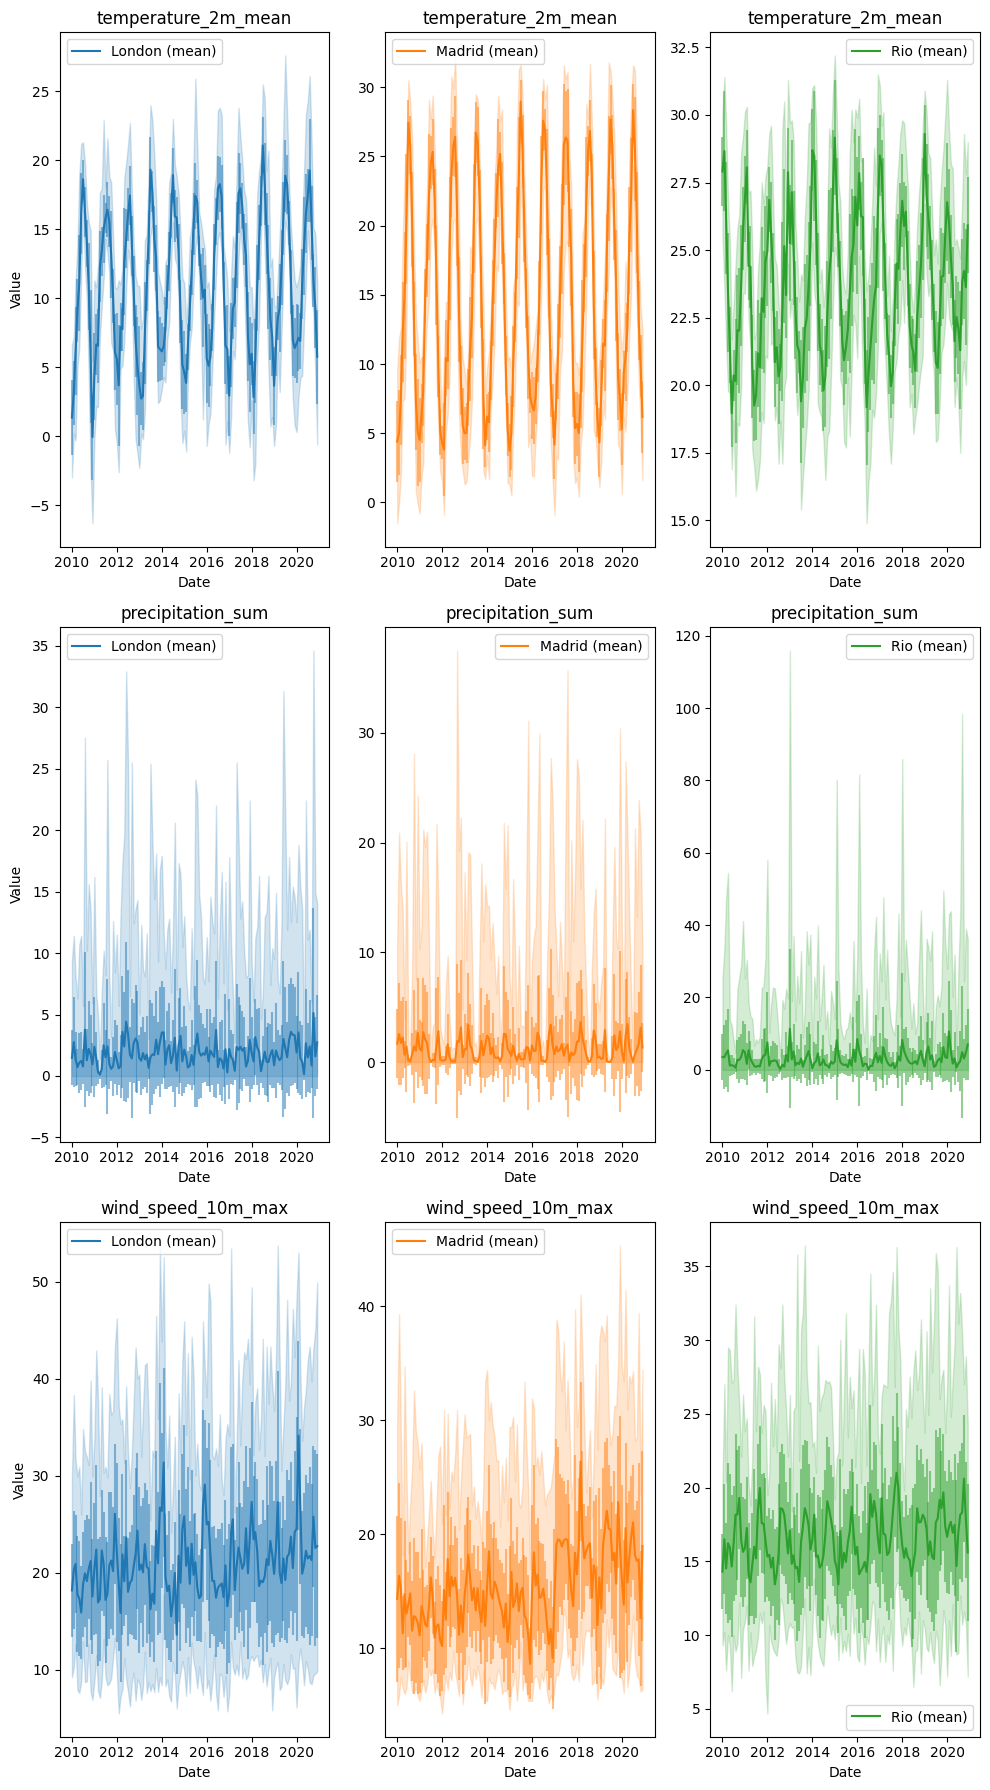 temperature_2m_mean
London (mean)
25
20
15
10
5
0
−5
Value
2010 2012 2014 2016 2018 2020
Date
temperature_2m_mean
Madrid (mean)
30
25
20
15
10
5
0
2010 2012 2014 2016 2018 2020
Date
temperature_2m_mean
Rio (mean)
32.5
30.0
27.5
25.0
22.5
20.0
17.5
15.0
2010 2012 2014 2016 2018 2020
Date
precipitation_sum
London (mean)
35
30
25
20
15
10
5
0
−5
Value
2010 2012 2014 2016 2018 2020
Date
precipitation_sum
Madrid (mean)
30
20
10
0
2010 2012 2014 2016 2018 2020
Date
precipitation_sum
Rio (mean)
120
100
80
60
40
20
0
2010 2012 2014 2016 2018 2020
Date
wind_speed_10m_max
London (mean)
50
40
30
20
10
Value
2010 2012 2014 2016 2018 2020
Date
wind_speed_10m_max
Madrid (mean)
40
30
20
10
2010 2012 2014 2016 2018 2020
Date
wind_speed_10m_max
35
30
25
20
15
10
5
Rio (mean)
2010 2012 2014 2016 2018 2020
Date